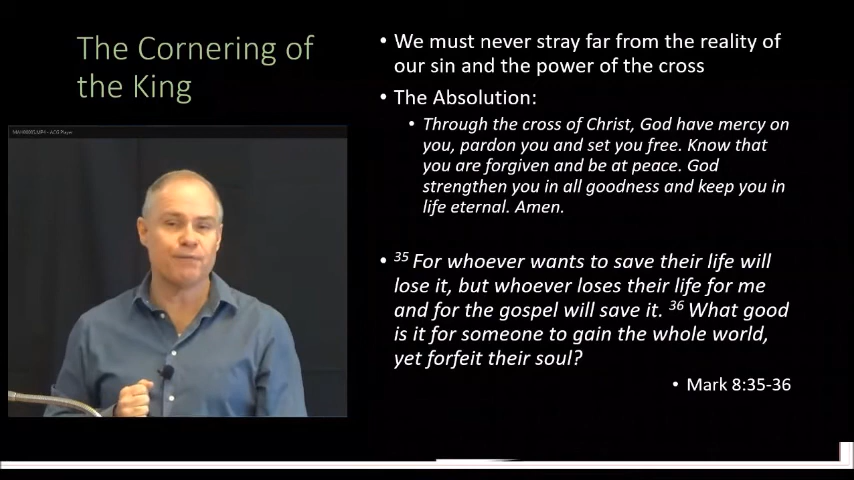 The Cornering of
the King
MAH00005.MP4 - ACG Player
• We must never stray far from the reality of
our sin and the power of the cross
• The Absolution:
• Through the cross of Christ, God have mercy on
you, pardon you and set you free. Know that
you are forgiven and be at peace. God
strengthen you in all goodness and keep you in
life eternal. Amen.
• 35 For whoever wants to save their life will
lose it, but whoever loses their life for me
and for the gospel will save it. 36 What good
is it for someone to gain the whole world,
yet forfeit their soul?
• Mark 8:35-36